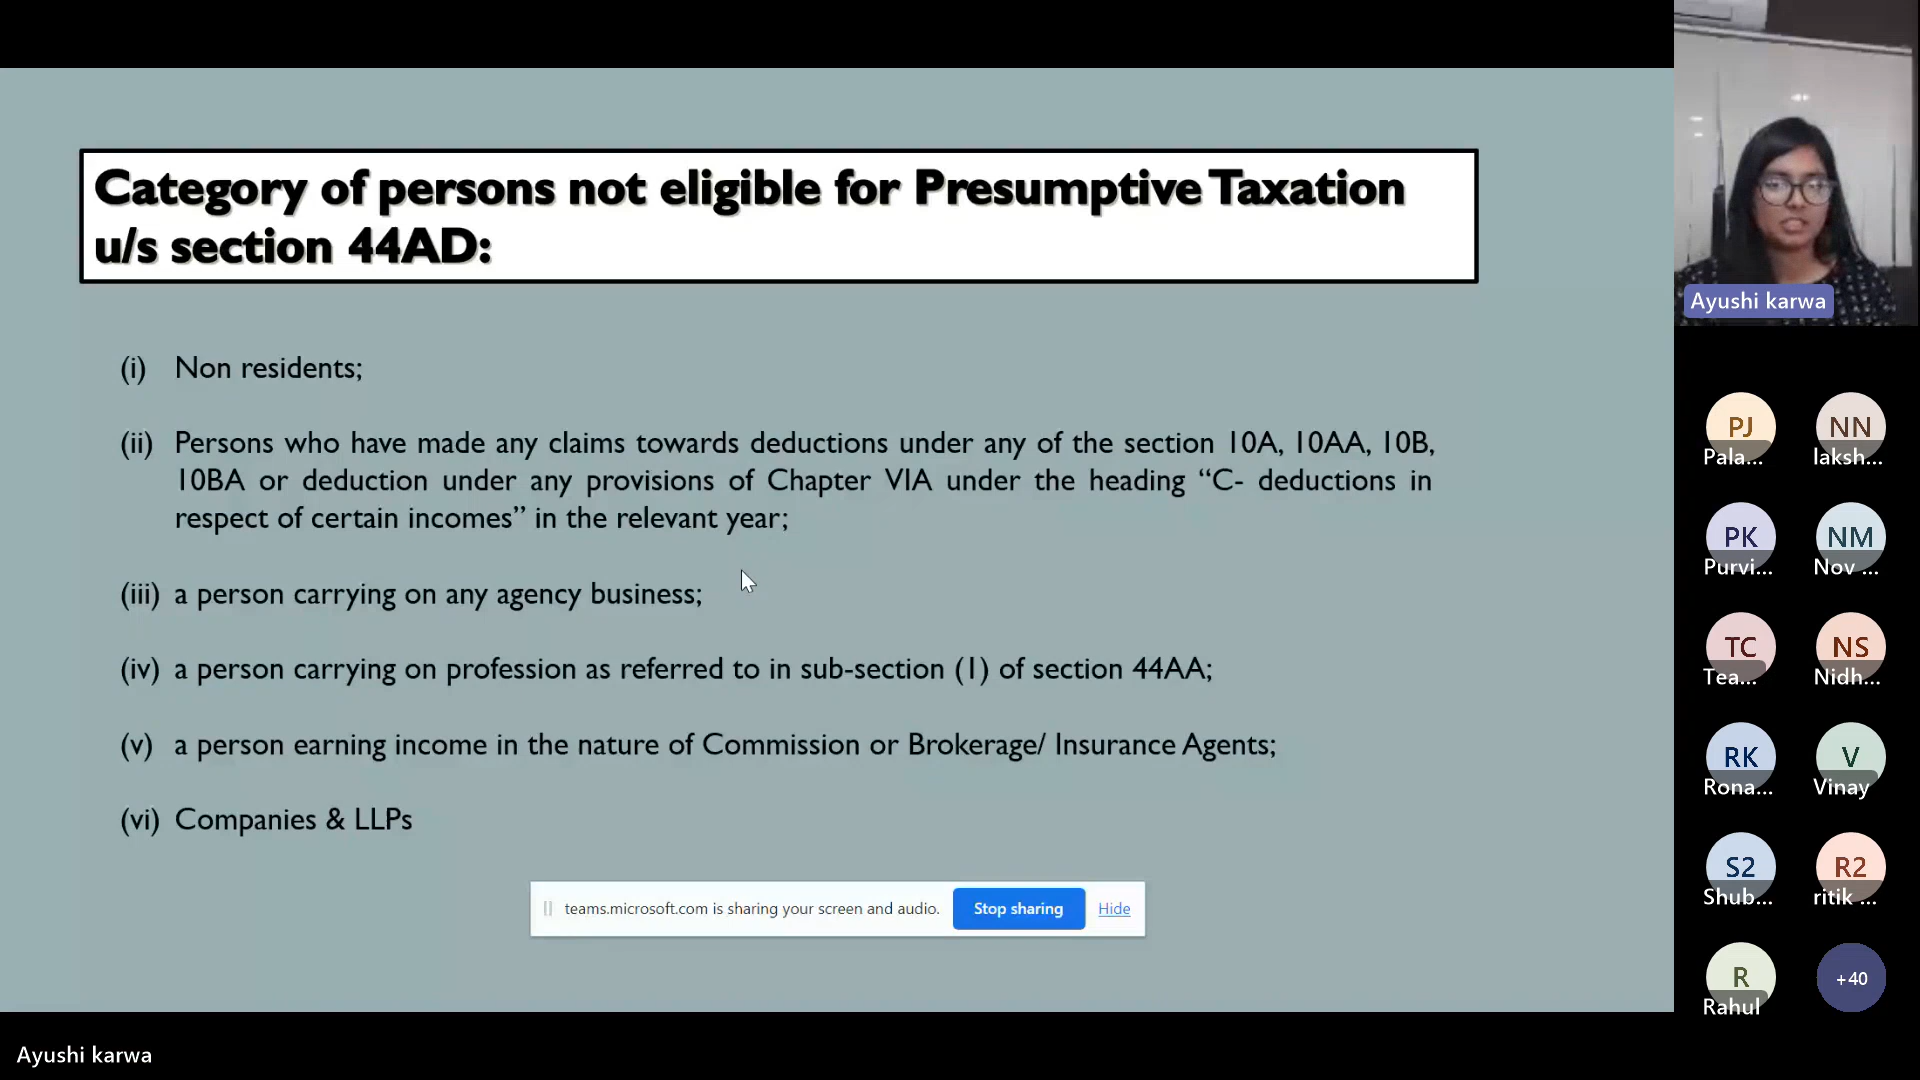 Category of persons not eligible for Presumptive Taxation
u/s section 44AD:
(i) Non residents;
(ii) Persons who have made any claims towards deductions under any of the section 10A, 10AA, 10B,
10BA or deduction under any provisions of Chapter VIA under the heading “C- deductions in
respect of certain incomes” in the relevant year;
(iii) a person carrying on any agency business;
(iv) a person carrying on profession as referred to in sub-section (1) of section 44AA;
(v) a person earning income in the nature of Commission or Brokerage/ Insurance Agents;
(vi) Companies & LLPs
teams.microsoft.com is sharing your screen and audio. Stop sharing Hide
Ayushi karwa
Ayushi karwa
PJ NN
Pala... laksh...
PK NM
Purvi... Nov ...
TC NS
Tea... Nidh...
RK V
Rona... Vinay
S2 R2
Shub... ritik ...
R +40
Rahul